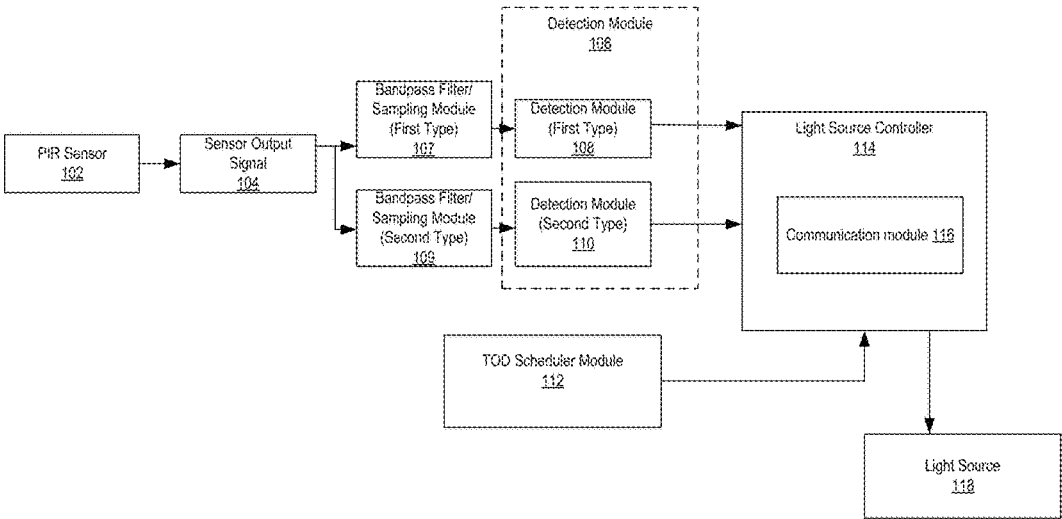 Detection Module
106
Bandpass Filter/
Sampling Module
(First Type)
107
Detection Module
(First Type)
108
Light Source Controller
114
PIR Sensor
102
Sensor Output
Signal
104
Bandpass Filter/
Sampling Module
(Second Type)
109
Detection Module
(Second Type)
110
Communication module 116
TOD Scheduler Module
112
Light Source
118